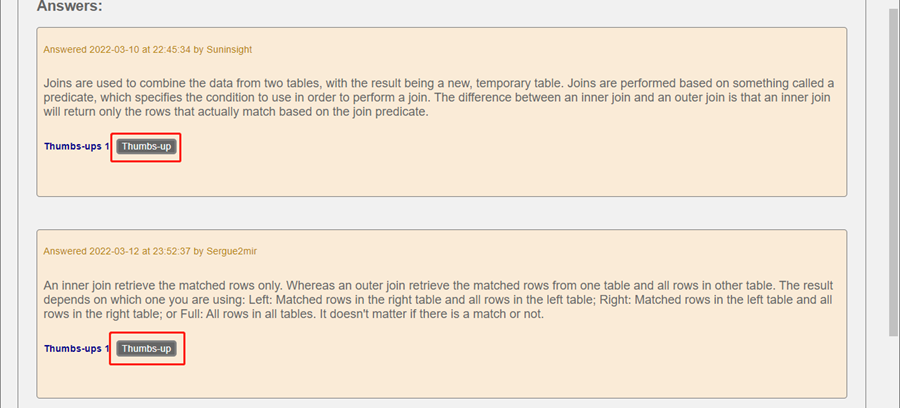 Answers:
Answered 2022-03-10 at 22:45:34 by Suninsight
Joins are used to combine the data from two tables, with the result being a new, temporary table. Joins are performed based on something called a
predicate, which specifies the condition to use in order to perform a join. The difference between an inner join and an outer join is that an inner join
will return only the rows that actually match based on the join predicate.
Thumbs-ups 1 Thumbs-up
Answered 2022-03-12 at 23:52:37 by Sergue2mir
An inner join retrieve the matched rows only. Whereas an outer join retrieve the matched rows from one table and all rows in other table. The result
depends on which one you are using: Left: Matched rows in the right table and all rows in the left table; Right: Matched rows in the left table and all
rows in the right table; or Full: All rows in all tables. It doesn't matter if there is a match or not.
Thumbs-ups 1 Thumbs-up